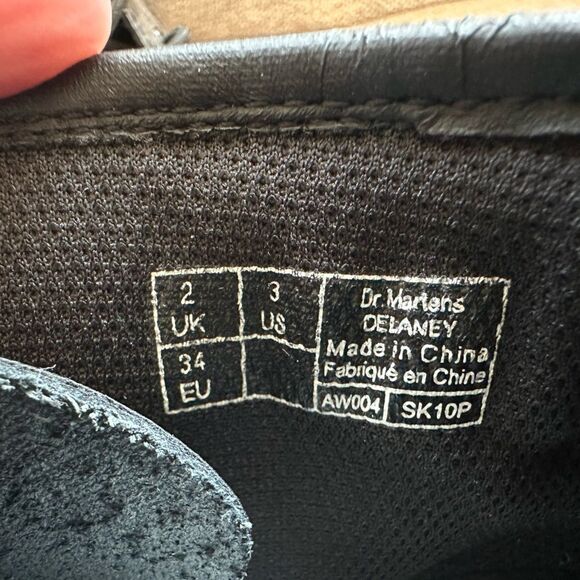 2
UK
3
US
34
EU
Dr. Martens
DELANEY
Made in China
Fabriqué en Chine
AW004
SK10P